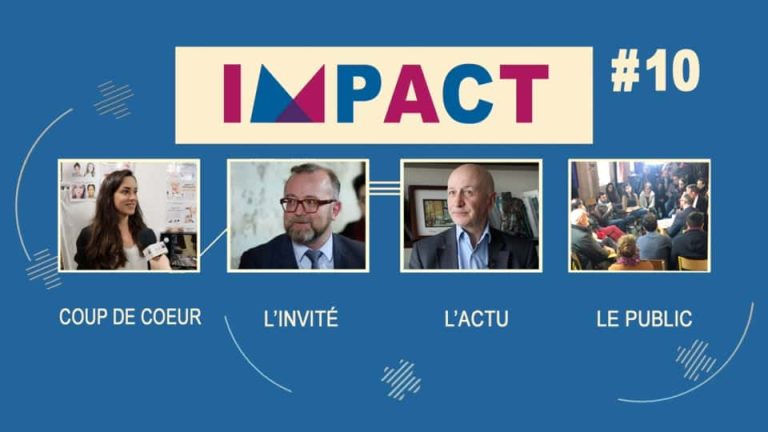 IMPACT
#10
COUP DE COEUR
L'INVITÉ
L'ACTU
LE PUBLIC